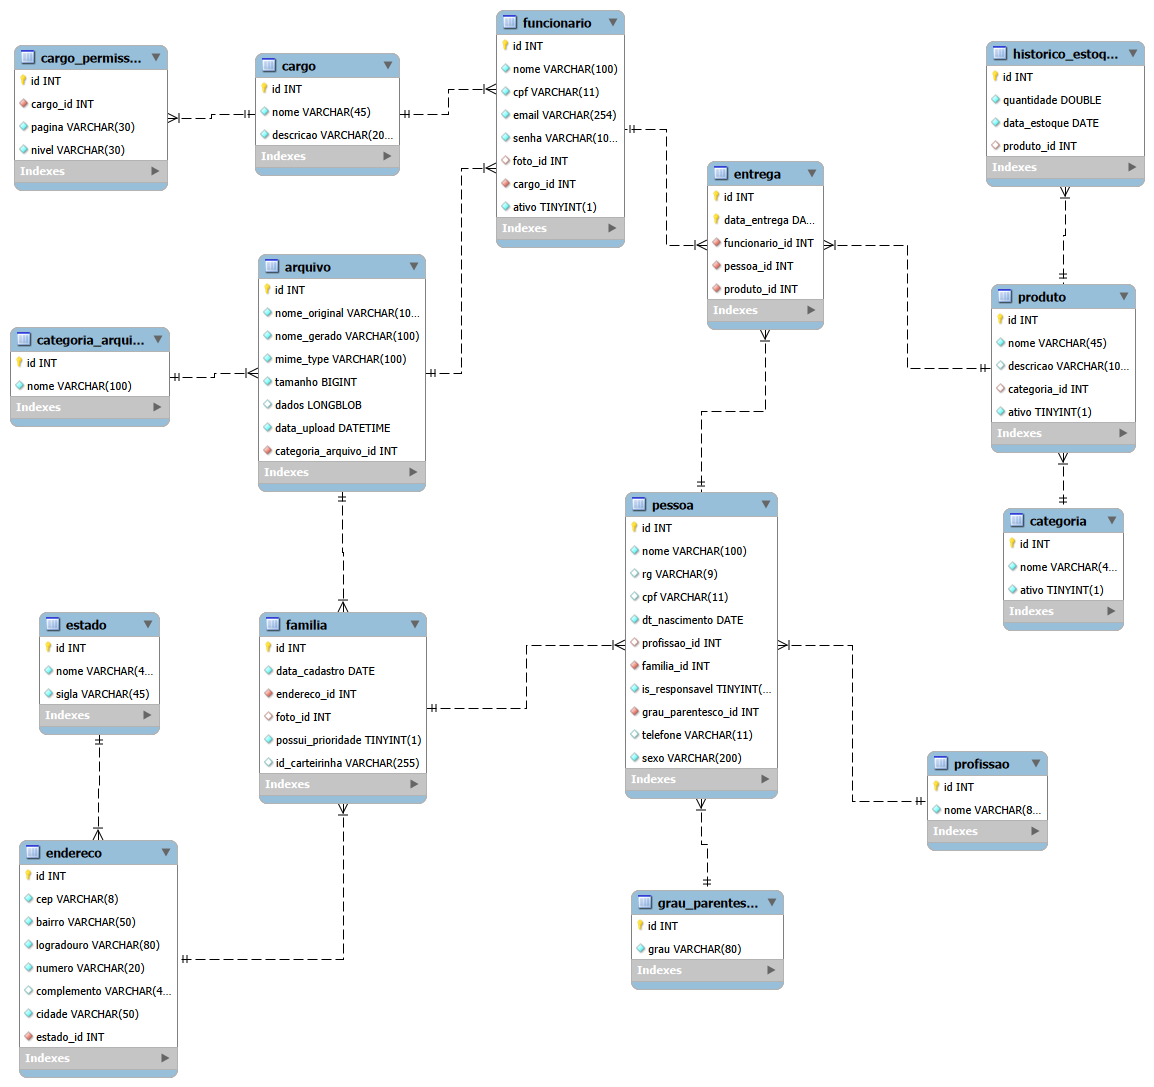 cargo_permiss...
id INT
cargo_id INT
pagina VARCHAR(30)
nivel VARCHAR(30)
Indexes
cargo
id INT
nome VARCHAR(45)
descricao VARCHAR(20...
Indexes
funcionario
id INT
nome VARCHAR(100)
cpf VARCHAR(11)
email VARCHAR(254)
senha VARCHAR(10...
foto_id INT
cargo_id INT
ativo TINYINT(1)
Indexes
entrega
id INT
data_entrega DA...
funcionario_id INT
pessoa_id INT
produto_id INT
Indexes
historico_estoq...
id INT
quantidade DOUBLE
data_estoque DATE
produto_id INT
Indexes
arquivo
id INT
nome_original VARCHAR(10...
nome_gerado VARCHAR(100)
mime_type VARCHAR(100)
tamanho BIGINT
dados LONGBLOB
data_upload DATETIME
categoria_arquivo_id INT
Indexes
categoria_arqui...
id INT
nome VARCHAR(100)
Indexes
produto
id INT
nome VARCHAR(45)
descricao VARCHAR(10...
categoria_id INT
ativo TINYINT(1)
Indexes
categoria
id INT
nome VARCHAR(4...
ativo TINYINT(1)
Indexes
pessoa
id INT
nome VARCHAR(100)
rg VARCHAR(9)
cpf VARCHAR(11)
dt_nascimento DATE
profissao_id INT
familia_id INT
is_responsavel TINYINT(...
grau_parentesco_id INT
telefone VARCHAR(11)
sexo VARCHAR(200)
Indexes
estado
id INT
nome VARCHAR(4...
sigla VARCHAR(45)
Indexes
familia
id INT
data_cadastro DATE
endereco_id INT
foto_id INT
possui_prioridade TINYINT(1)
id_carteirinha VARCHAR(255)
Indexes
profissao
id INT
nome VARCHAR(8...
Indexes
endereco
id INT
cep VARCHAR(8)
bairro VARCHAR(50)
logradouro VARCHAR(80)
numero VARCHAR(20)
complemento VARCHAR(4...
cidade VARCHAR(50)
estado_id INT
Indexes
grau_parentes...
id INT
grau VARCHAR(80)
Indexes